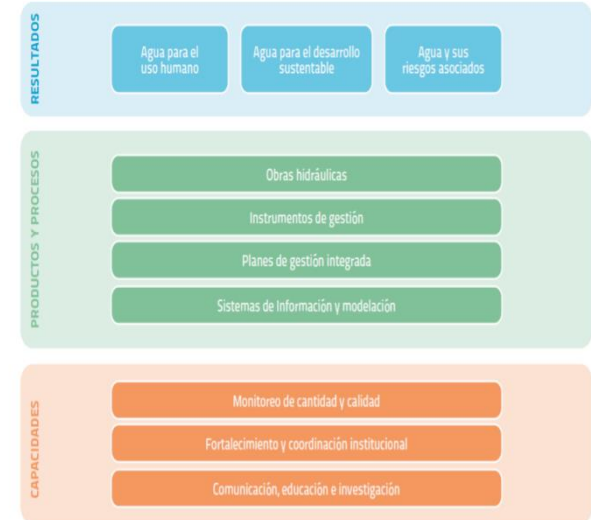 RESULTADOS
Agua para el
uso humano
Agua para el desarrollo
sustentable
Agua y sus
riesgos asociados
PRODUCTOS Y PROCESOS
Obras hidráulicas
Instrumentos de gestión
Planes de gestión integrada
Sistemas de Información y modelación
CAPACIDADES
Monitoreo de cantidad y calidad
Fortalecimiento y coordinación institucional
Comunicación, educación e investigación